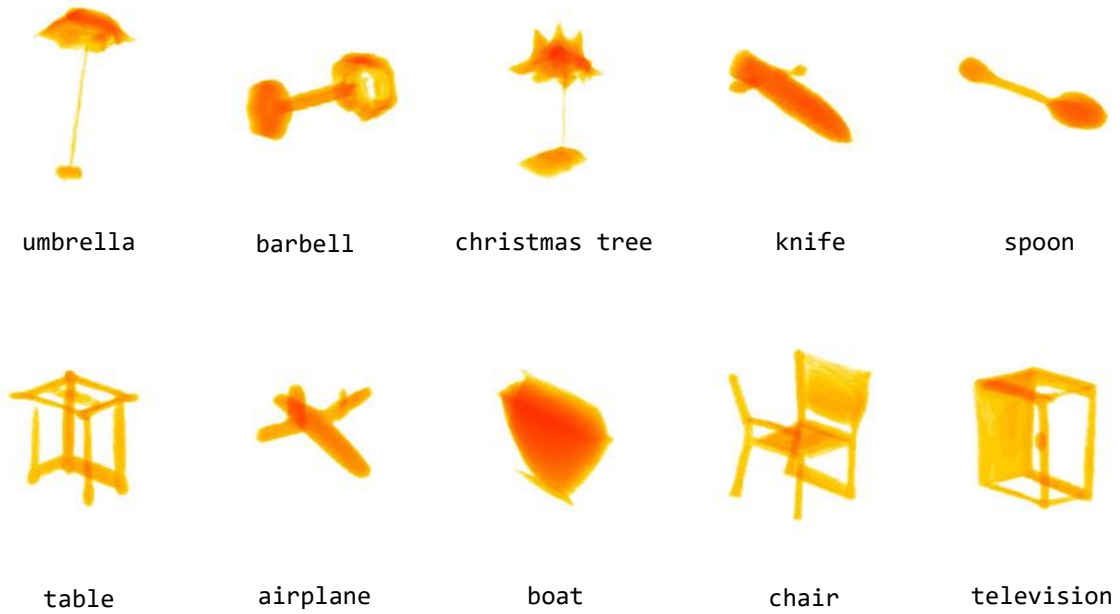 umbrella barbell christmas tree knife spoon
table airplane boat chair television